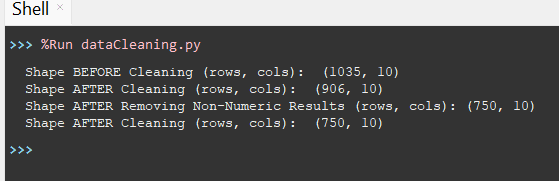 Shell ×
>>> %Run dataCleaning.py
Shape BEFORE Cleaning (rows, cols):  (1035, 10)
Shape AFTER Cleaning (rows, cols):  (906, 10)
Shape AFTER Removing Non-Numeric Results (rows, cols): (750, 10)
Shape AFTER Cleaning (rows, cols):  (750, 10)
>>>